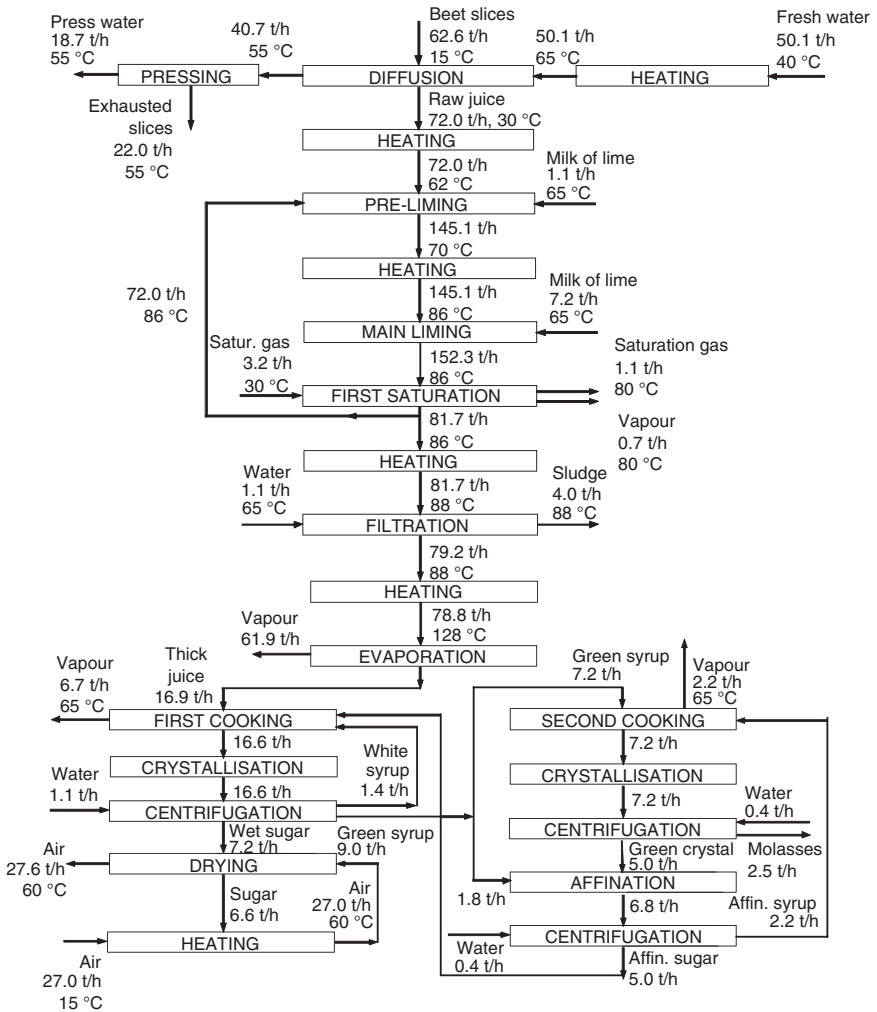 Press water
18.7 t/h
55 °C
40.7 t/h
55 °C
Beet slices
62.6 t/h
15 °C
50.1 t/h
65 °C
Fresh water
50.1 t/h
40 °C
PRESSING
DIFFUSION
HEATING
Exhausted
slices
22.0 t/h
55 °C
Raw juice
72.0 t/h, 30 °C
HEATING
72.0 t/h
62 °C
Milk of lime
1.1 t/h
65 °C
PRE-LIMING
145.1 t/h
70 °C
HEATING
72.0 t/h
86 °C
145.1 t/h
86 °C
Milk of lime
7.2 t/h
65 °C
MAIN LIMING
Satur. gas
3.2 t/h
30 °C
152.3 t/h
86 °C
Saturation gas
1.1 t/h
80 °C
FIRST SATURATION
81.7 t/h
86 °C
Vapour
0.7 t/h
80 °C
HEATING
Water
1.1 t/h
65 °C
81.7 t/h
88 °C
Sludge
4.0 t/h
88 °C
FILTRATION
79.2 t/h
88 °C
HEATING
78.8 t/h
128 °C
Vapour
61.9 t/h
EVAPORATION
Thick
juice
16.9 t/h
Vapour
6.7 t/h
65 °C
Green syrup
7.2 t/h
Vapour
2.2 t/h
65 °C
FIRST COOKING
SECOND COOKING
16.6 t/h
White
syrup
1.4 t/h
7.2 t/h
CRYSTALLISATION
CRYSTALLISATION
Water
1.1 t/h
16.6 t/h
7.2 t/h
Water
0.4 t/h
CENTRIFUGATION
CENTRIFUGATION
Wet sugar
7.2 t/h
Green syrup
9.0 t/h
Green crystal
5.0 t/h
Molasses
2.5 t/h
Air
27.6 t/h
60 °C
DRYING
AFFINATION
Sugar
6.6 t/h
Air
27.0 t/h
60 °C
1.8 t/h
6.8 t/h
Affin. syrup
2.2 t/h
HEATING
CENTRIFUGATION
Air
27.0 t/h
15 °C
Water
0.4 t/h
Affin. sugar
5.0 t/h